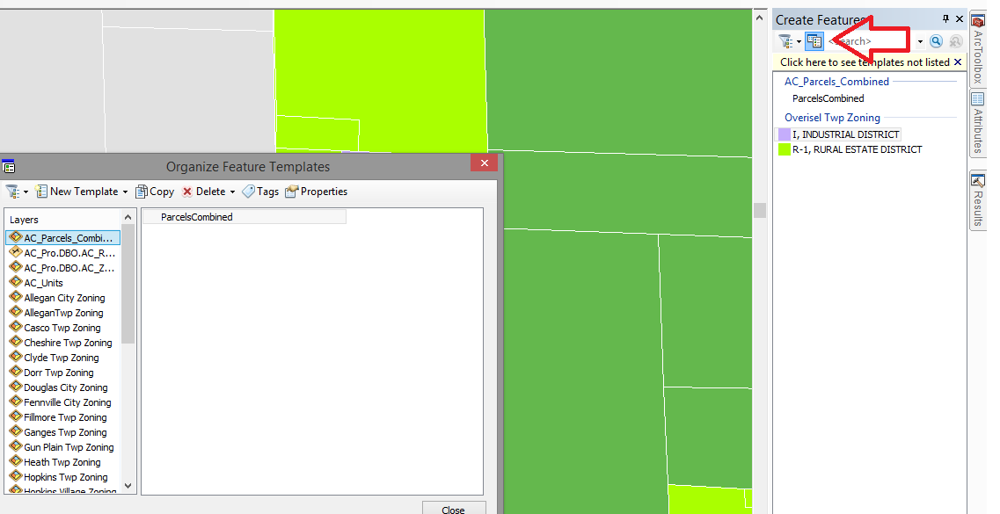 Create Features
<Search>
Click here to see templates not listed
AC_Parcels_Combined
ParcelsCombined
Overisel Twp Zoning
I, INDUSTRIAL DISTRICT
R-1, RURAL ESTATE DISTRICT
ArcToolbox
Attributes
Results
Organize Feature Templates
New Template
Copy
Delete
Tags
Properties
Layers
AC_Parcels_Combi...
AC_Pro.DBO.AC_R...
AC_Pro.DBO.AC_Z...
AC_Units
Allegan City Zoning
AlleganTwp Zoning
Casco Twp Zoning
Cheshire Twp Zoning
Clyde Twp Zoning
Dorr Twp Zoning
Douglas City Zoning
Fennville City Zoning
Fillmore Twp Zoning
Ganges Twp Zoning
Gun Plain Twp Zoning
Heath Twp Zoning
Hopkins Twp Zoning
Hopkins Village Zoning
ParcelsCombined
Close